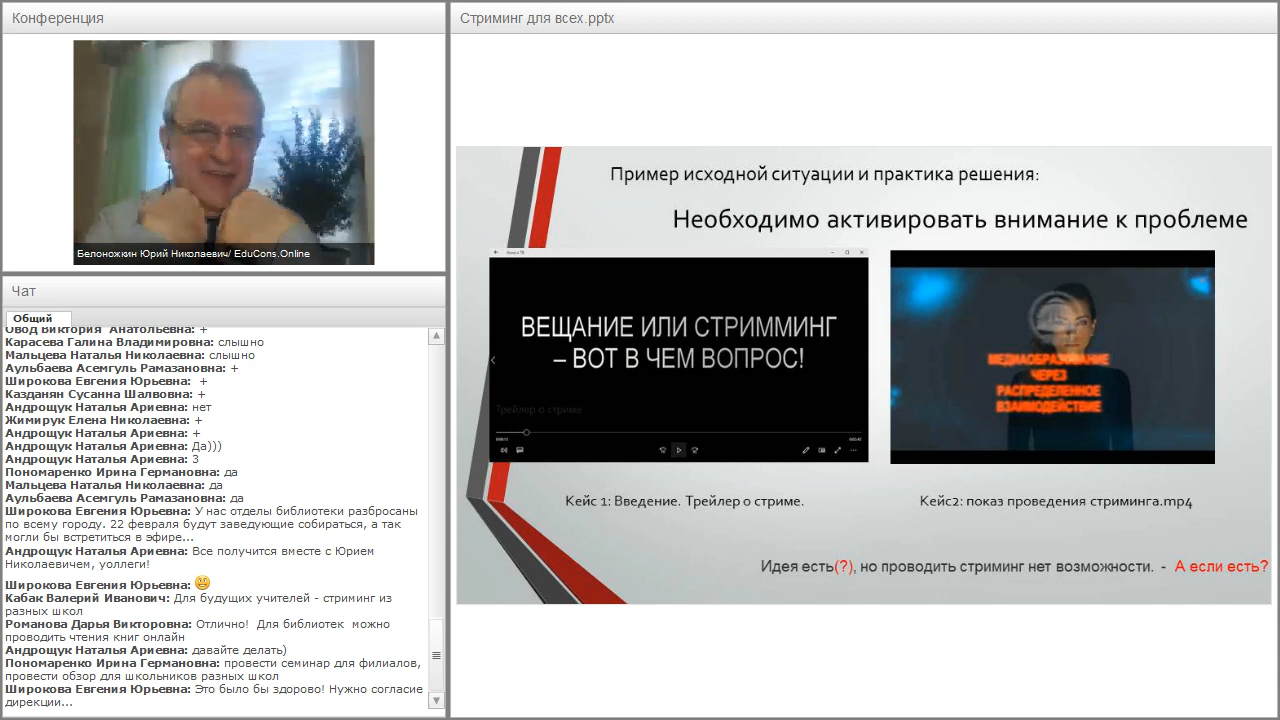 Конференция
Белоножкин Юрий Николаевич/ EduCons.Online
Чат
Общий
Овод Виктория Анатольевна: +
Карасева Галина Владимировна: слышно
Мальцева Наталья Николаевна: слышно
Аульбаева Асемгуль Рамазановна: +
Широкова Евгения Юрьевна: +
Казданян Сусанна Шалвовна: +
Андрощук Наталья Ариевна: нет
Жимирук Елена Николаевна: +
Андрощук Наталья Ариевна: +
Андрощук Наталья Ариевна: Да)))
Андрощук Наталья Ариевна: 3
Пономаренко Ирина Германовна: да
Мальцева Наталья Николаевна: да
Аульбаева Асемгуль Рамазановна: да
Широкова Евгения Юрьевна: У нас отделы библиотеки разбросаны
по всему городу. 22 февраля будут заведующие собираться, а так
могли бы встретиться в эфире...
Андрощук Наталья Ариевна: Все получится вместе с Юрием
Николаевичем, уоллеги!
Широкова Евгения Юрьевна:
Кабак Валерий Иванович: Для будущих учителей - стриминг из
разных школ
Романова Дарья Викторовна: Отлично! Для библиотек можно
проводить чтения книг онлайн
Андрощук Наталья Ариевна: давайте делать)
Пономаренко Ирина Германовна: провести семинар для филиалов,
провести обзор для школьников разных школ
Широкова Евгения Юрьевна: Это было бы здорово! Нужно согласие
дирекции...
Стриминг для всех.pptx
Пример исходной ситуации и практика решения:
Необходимо активировать внимание к проблеме
ВЕЩАНИЕ ИЛИ СТРИММИНГ
– ВОТ В ЧЕМ ВОПРОС!
Трейлер о стриме
МЕДИАОБРАЗОВАНИЕ
ЧЕРЕЗ
РАСПРЕДЕЛЕННОЕ
ВЗАИМОДЕЙСТВИЕ
Кейс 1: Введение. Трейлер о стриме.
Кейс2: показ проведения стриминга.mp4
Идея есть(?), но проводить стриминг нет возможности. - А если есть?